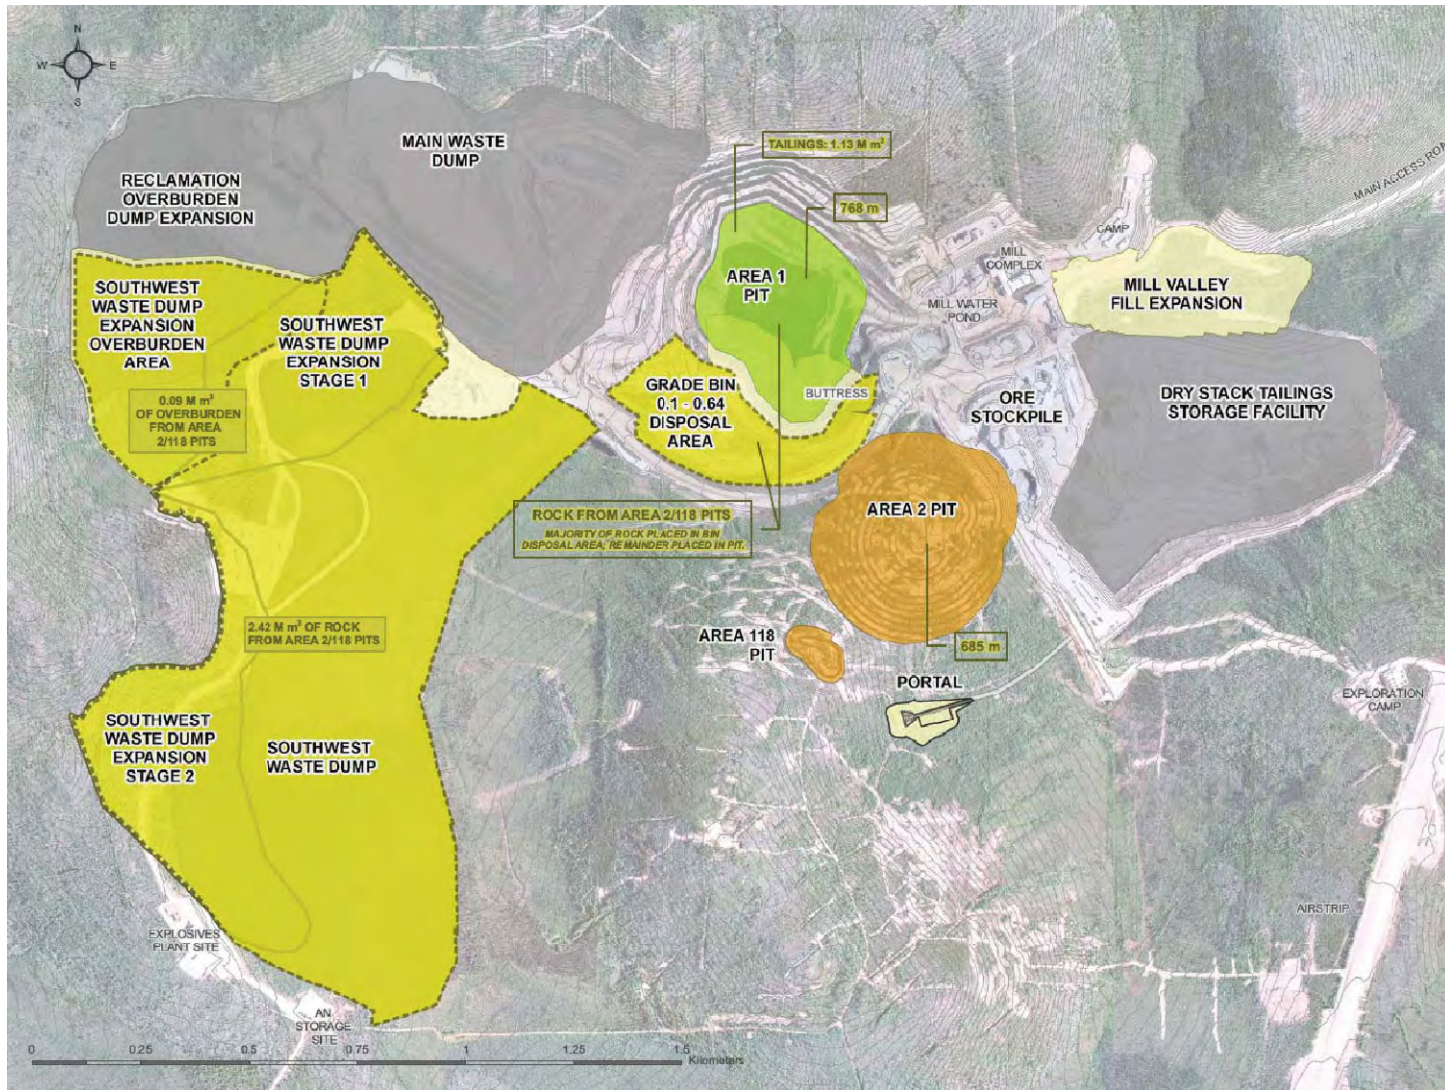 N
W E
S
MAIN WASTE
DUMP
TAILINGS: 1.13 M m³
RECLAMATION
OVERBURDEN
DUMP EXPANSION
MAIN ACCESS ROA
768 m
CAMP
MILL
COMPLEX
AREA 1
PIT
MILL VALLEY
FILL EXPANSION
SOUTHWEST
WASTE DUMP
EXPANSION
OVERBURDEN
AREA
MILL WATER
POND
SOUTHWEST
WASTE DUMP
EXPANSION
STAGE 1
GRADE BIN
0.1 - 0.64
DISPOSAL
AREA
BUTTRESS
ORE
STOCKPILE
DRY STACK TAILINGS
STORAGE FACILITY
0.09 M m³
OF OVERBURDEN
FROM AREA
2/118 PITS
AREA 2 PIT
ROCK FROM AREA 2/118 PITS
MAJORITY OF ROCK PLACED IN BIN
DISPOSAL AREA; REMAINDER PLACED IN PIT.
2.42 M m³ OF ROCK
FROM AREA 2/118 PITS
AREA 118
PIT
685 m
PORTAL
EXPLORATION
CAMP
SOUTHWEST
WASTE DUMP
EXPANSION
STAGE 2
SOUTHWEST
WASTE DUMP
AIRSTRIP
EXPLOSIVES
PLANT SITE
AN
STORAGE
SITE
0 0.25 0.5 0.75 1 1.25 1.5
Kilometers